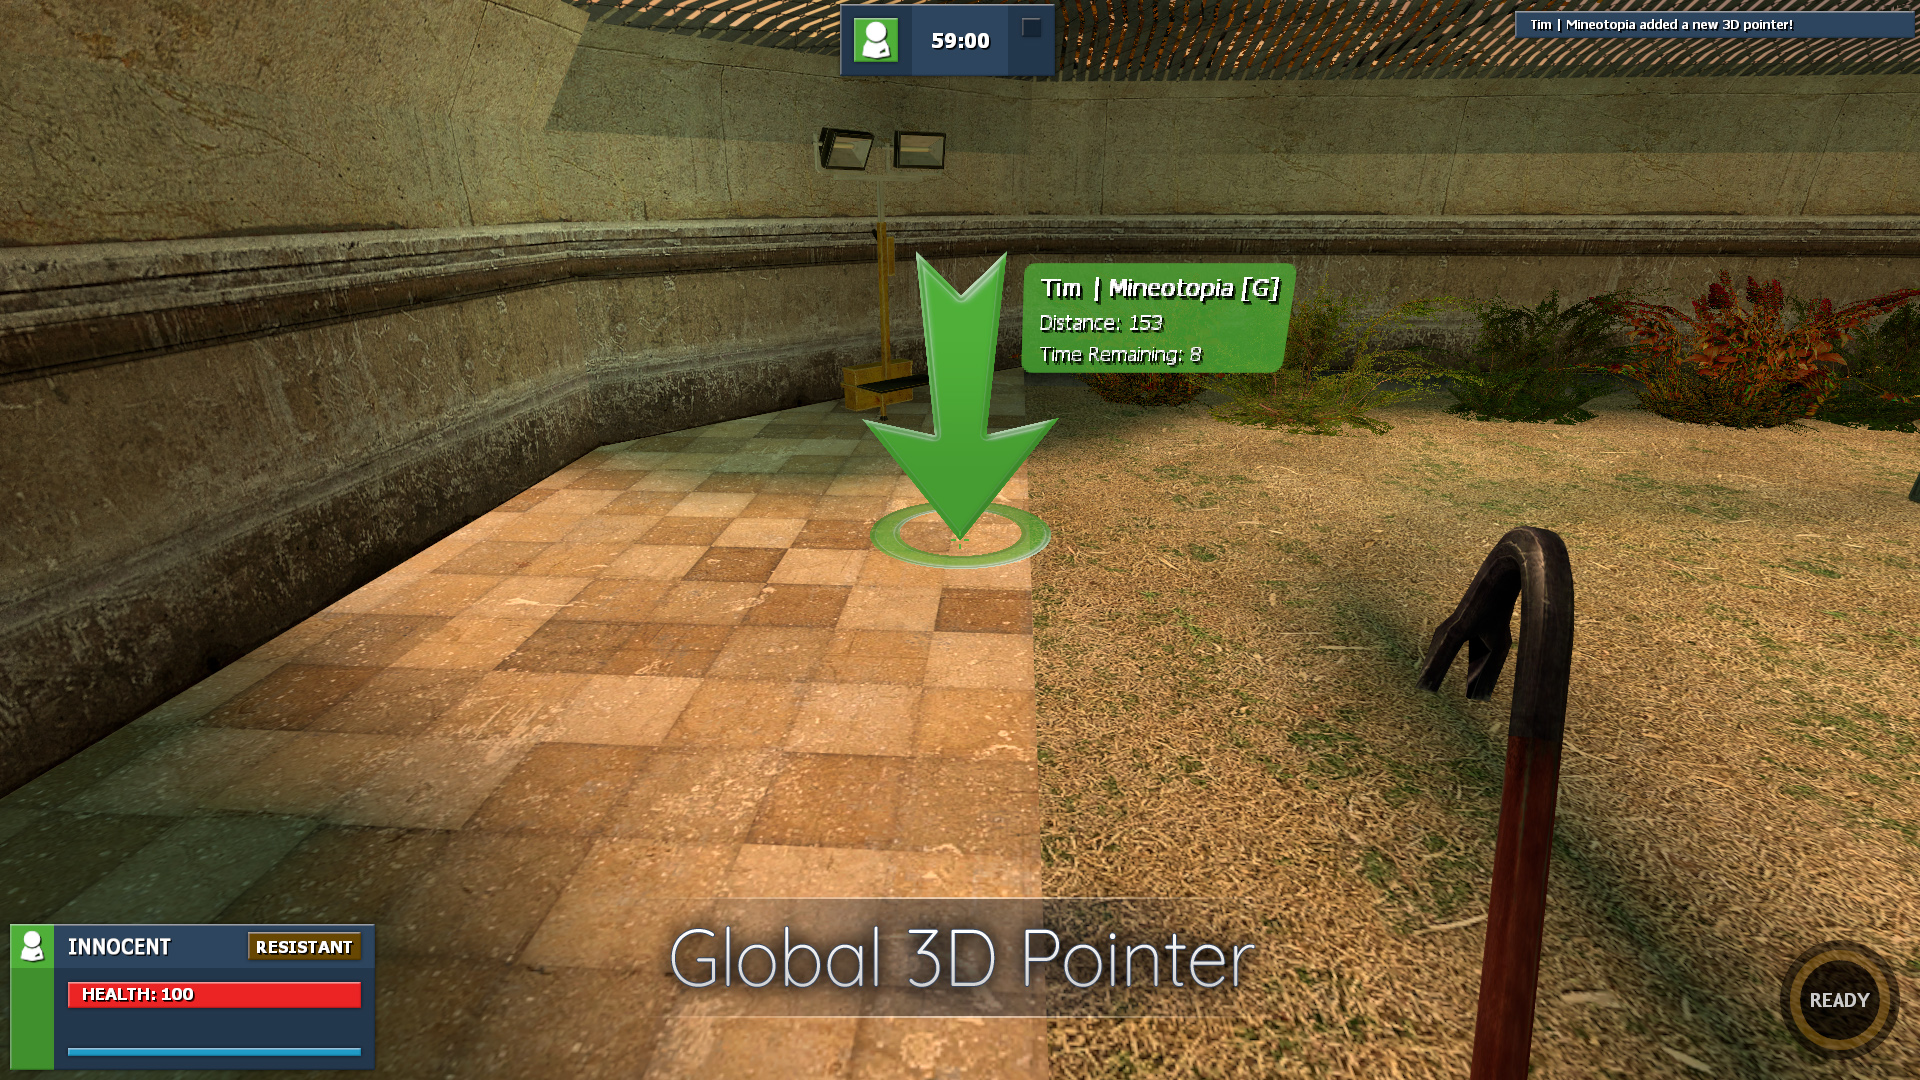 59:00
Tim | Mineotopia added a new 3D pointer!
Tim | Mineotopia [G]
Distance: 153
Time Remaining: 8
INNOCENT
RESISTANT
HEALTH: 100
Global 3D Pointer
READY